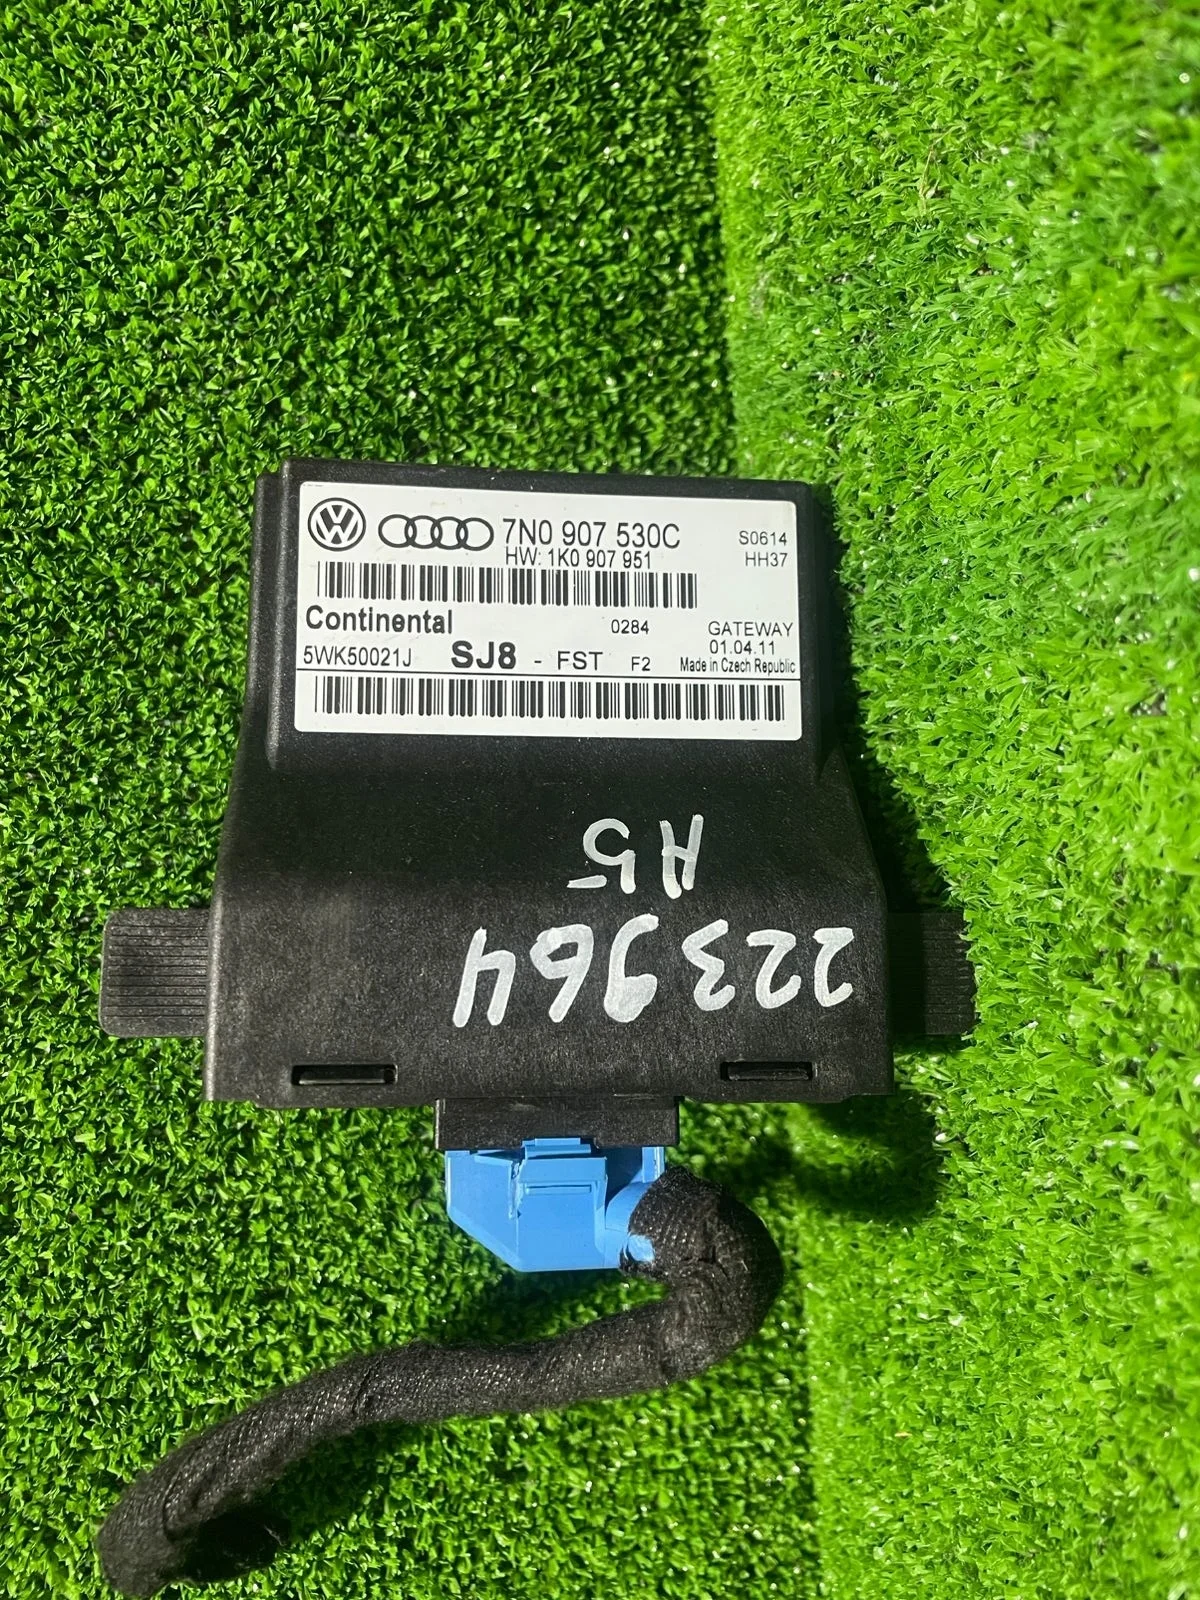 7N0 907 530C
HW: 1K0 907 951
S0614
HH37
Continental
0284
GATEWAY
01.04.11
5WK50021J
SJ8 - FST F2
Made in Czech Republic
223964
A5